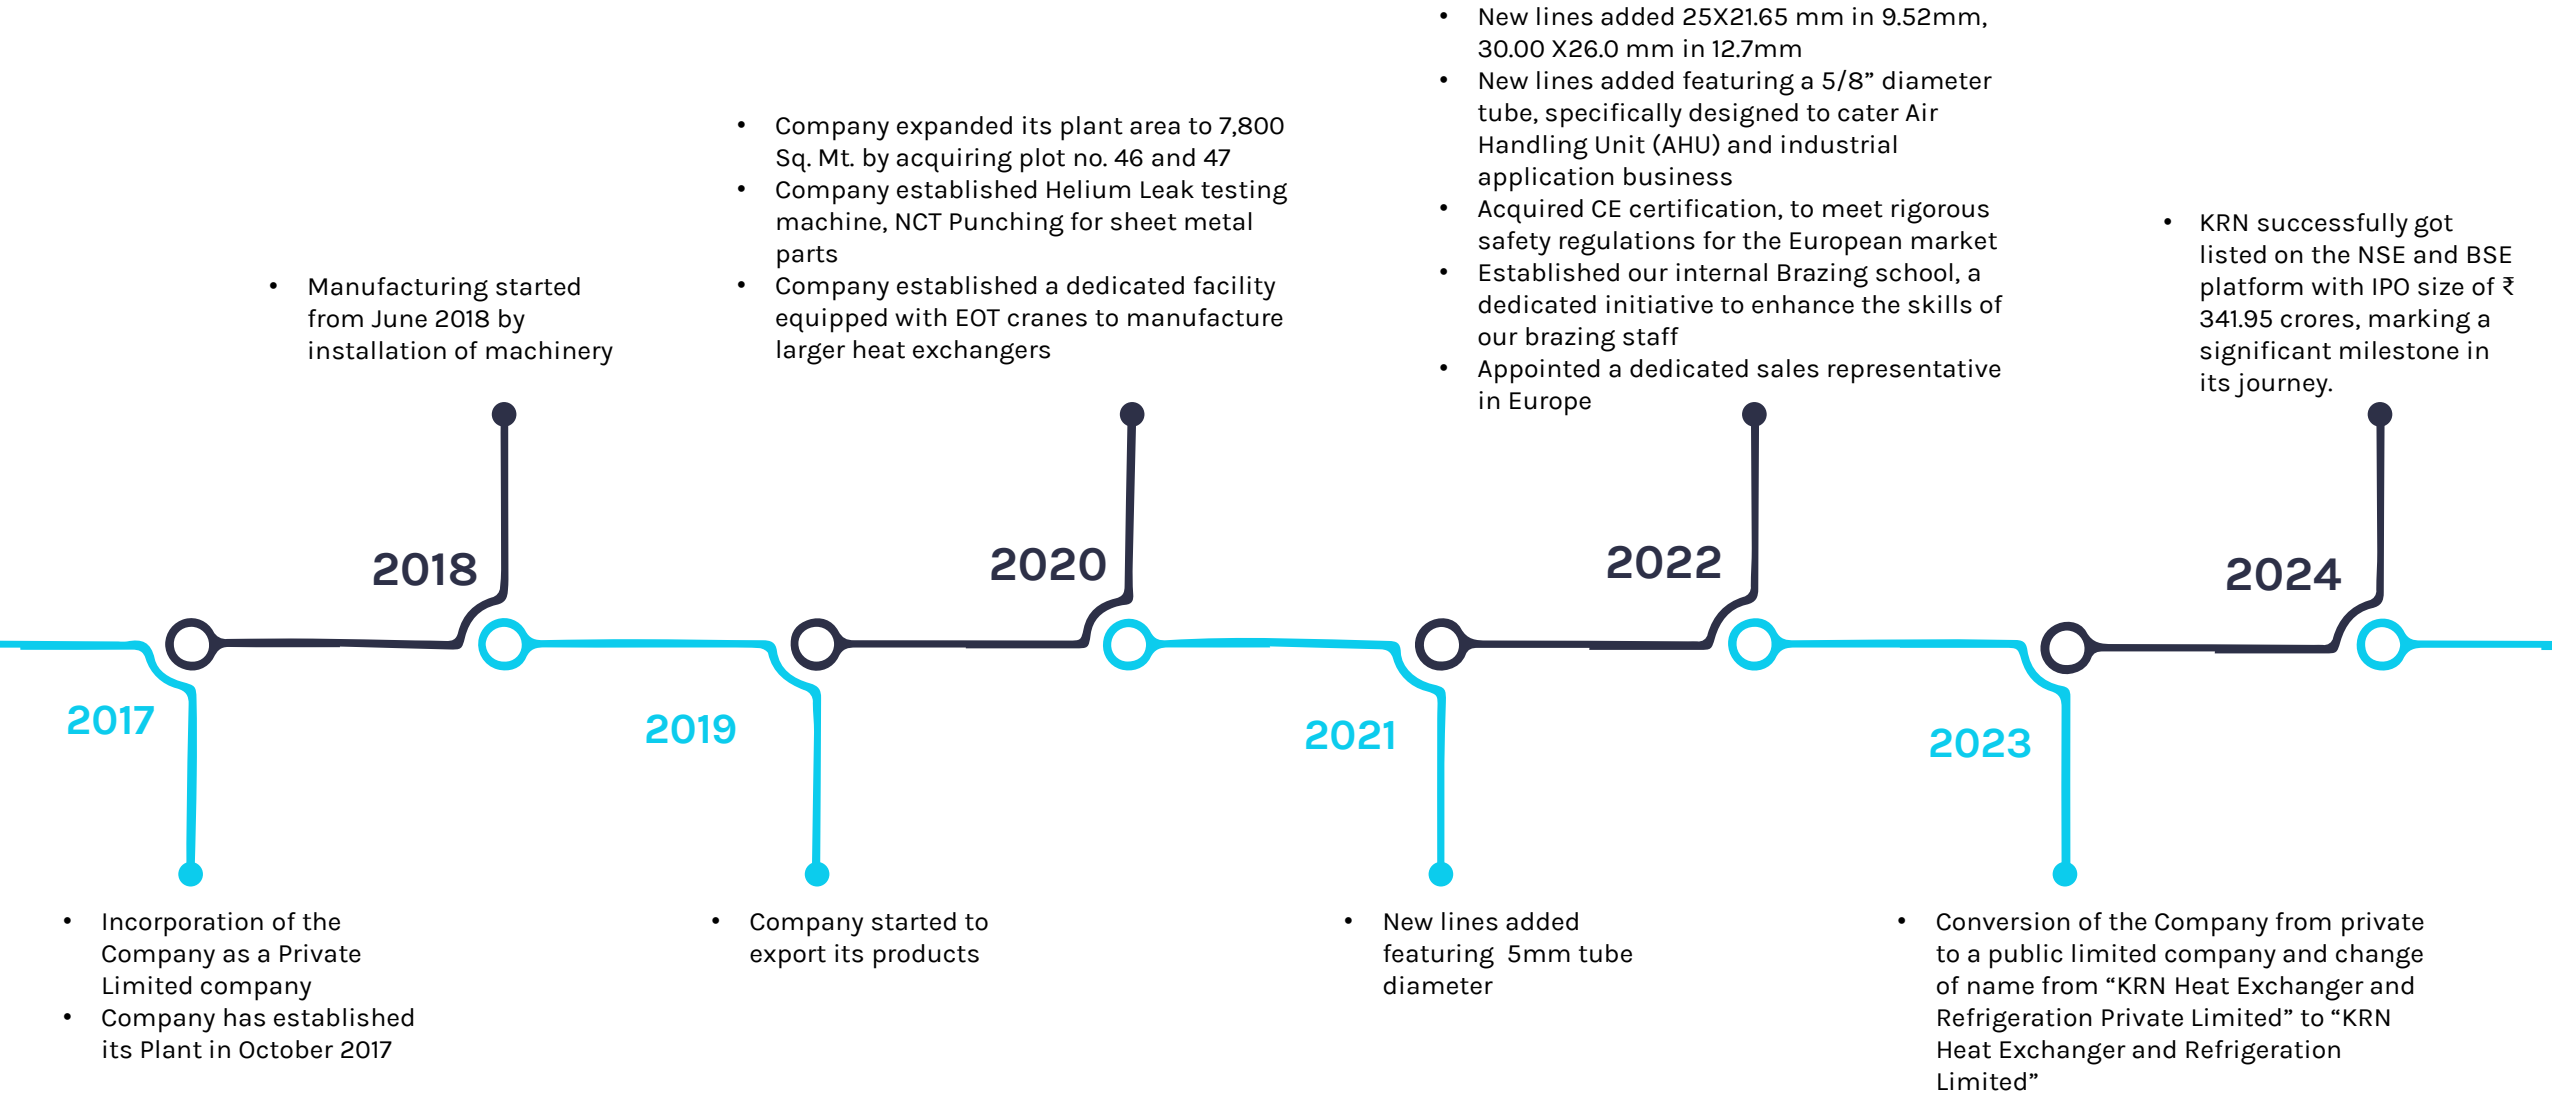 2017
• Incorporation of the
Company as a Private
Limited company
• Company has established
its Plant in October 2017
2018
• Manufacturing started
from June 2018 by
installation of machinery
2019
• Company started to
export its products
2020
• Company expanded its plant area to 7,800
Sq. Mt. by acquiring plot no. 46 and 47
• Company established Helium Leak testing
machine, NCT Punching for sheet metal
parts
• Company established a dedicated facility
equipped with EOT cranes to manufacture
larger heat exchangers
2021
• New lines added
featuring 5mm tube
diameter
2022
• New lines added 25X21.65 mm in 9.52mm,
30.00 X26.0 mm in 12.7mm
• New lines added featuring a 5/8” diameter
tube, specifically designed to cater Air
Handling Unit (AHU) and industrial
application business
• Acquired CE certification, to meet rigorous
safety regulations for the European market
• Established our internal Brazing school, a
dedicated initiative to enhance the skills of
our brazing staff
• Appointed a dedicated sales representative
in Europe
2023
• Conversion of the Company from private
to a public limited company and change
of name from “KRN Heat Exchanger and
Refrigeration Private Limited” to “KRN
Heat Exchanger and Refrigeration
Limited”
2024
• KRN successfully got
listed on the NSE and BSE
platform with IPO size of ₹
341.95 crores, marking a
significant milestone in
its journey.